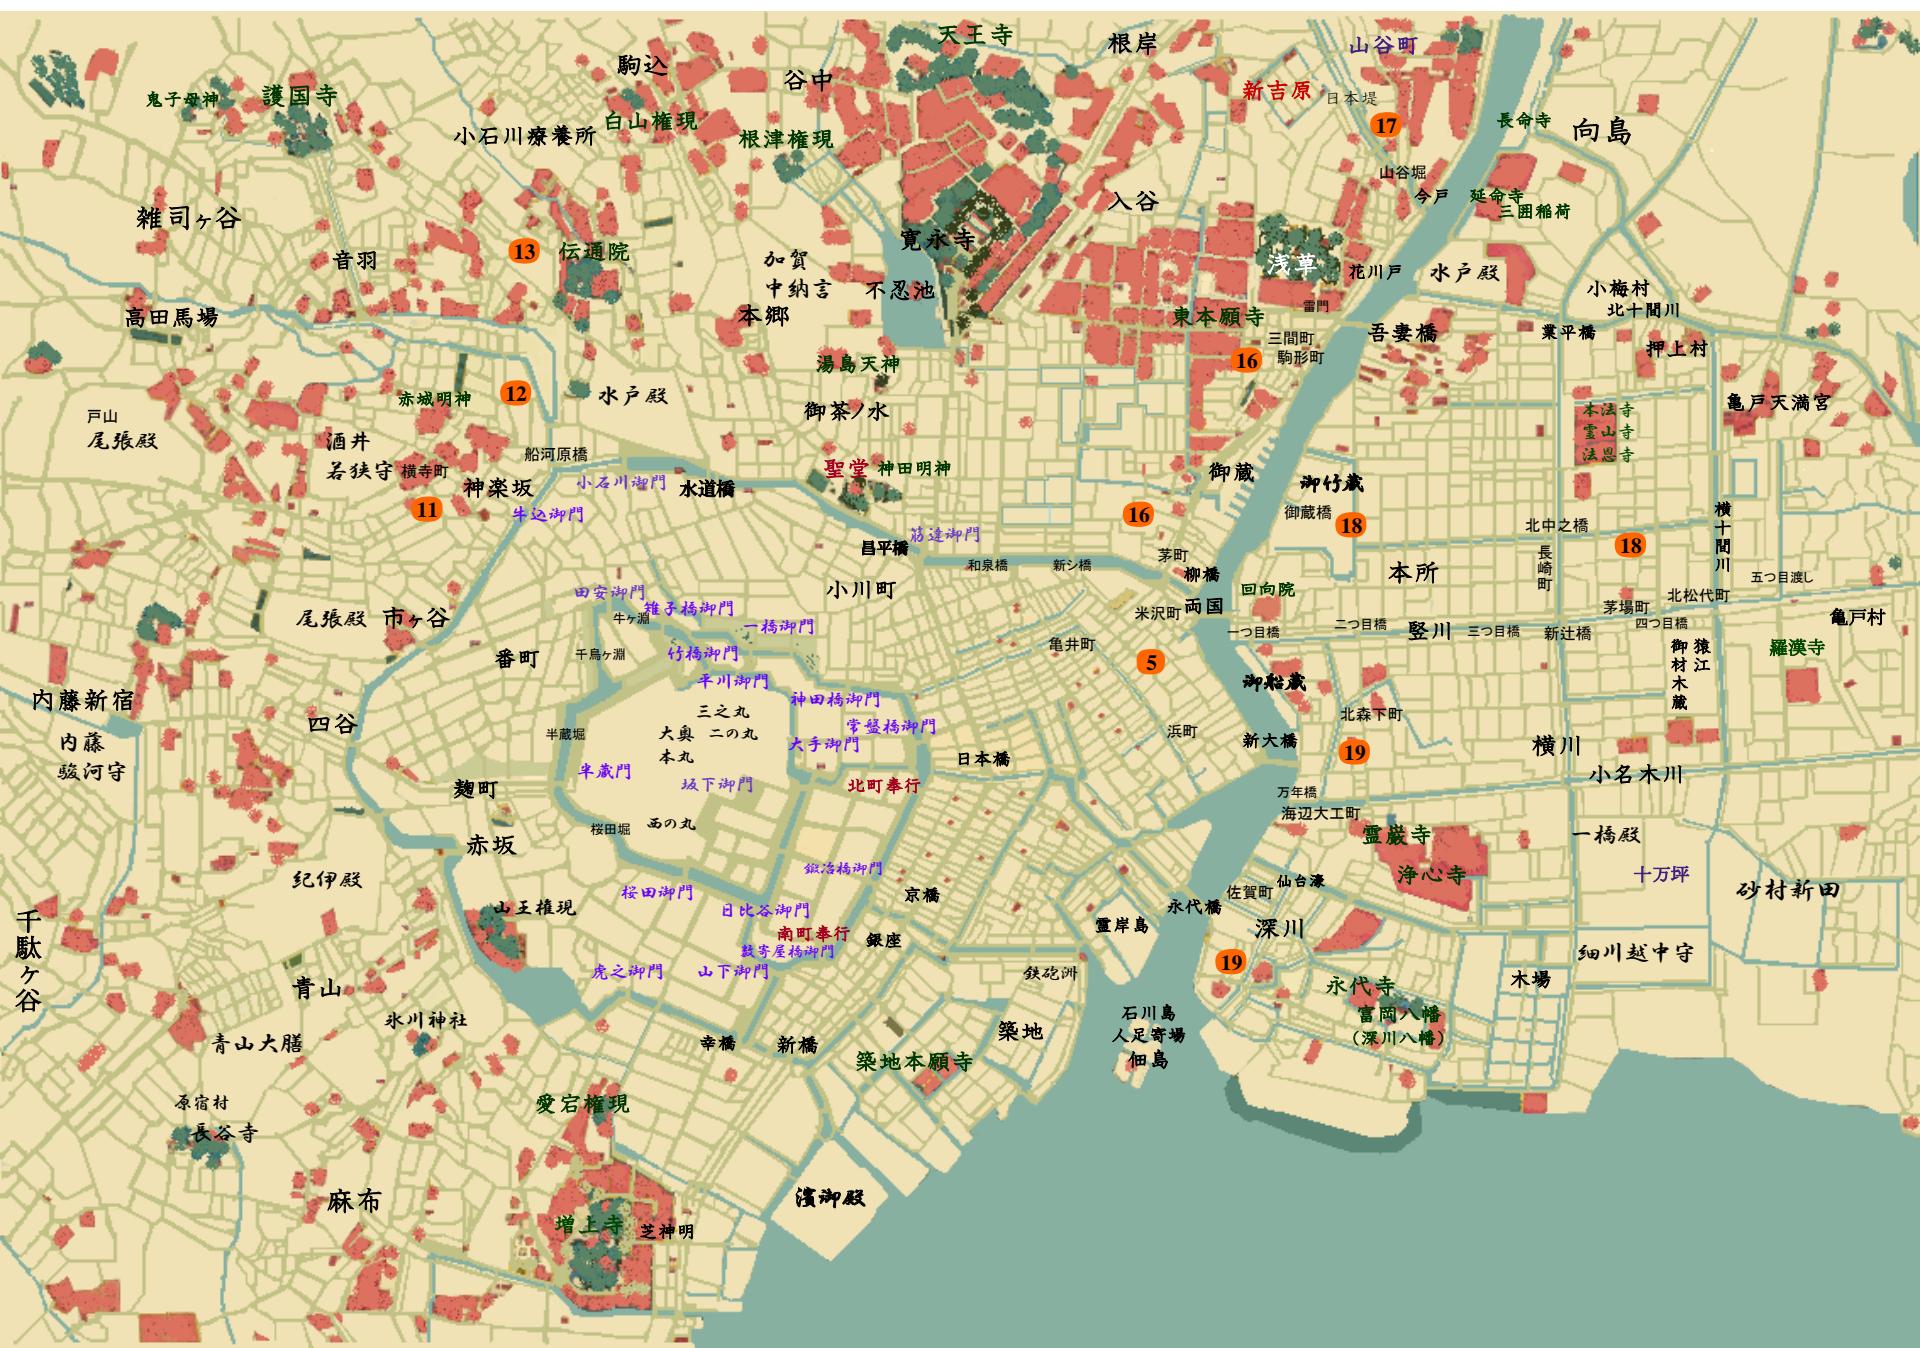 天王寺
根岸
山谷町
駒込
谷中
新吉原
日本堤
鬼子母神
護国寺
小石川療養所
白山権現
根津権現
17
長命寺
向島
山谷堀
今戸
延命寺
三囲稲荷
雑司ヶ谷
音羽
13
伝通院
寛永寺
入谷
浅草
花川戸
水戸殿
加賀
中納言
不忍池
本郷
高田馬場
東本願寺
雷門
三間町
駒形町
16
吾妻橋
小梅村
北十間川
業平橋
押上村
湯島天神
赤城明神
12
水戸殿
御茶ノ水
戸山
尾張殿
酒井
若狭守
横寺町
神楽坂
11
船河原橋
小石川御門
牛込御門
水道橋
聖堂
神田明神
御蔵
御竹蔵
御蔵橋
18
本法寺
霊山寺
法恩寺
亀戸天満宮
16
昌平橋
筋違御門
和泉橋
新シ橋
茅町
柳橋
北中之橋
18
横十間川
長崎町
本所
五つ目渡し
北松代町
茅場町
四つ目橋
亀戸村
田安御門
牛ヶ淵
雉子橋御門
一橋御門
小川町
米沢町
両国
回向院
一つ目橋
二つ目橋
竪川
三つ目橋
新辻橋
尾張殿
市ヶ谷
番町
千鳥ヶ淵
竹橋御門
平川御門
亀井町
5
御船蔵
猿江
御材木蔵
羅漢寺
内藤新宿
内藤
駿河守
四谷
半蔵堀
三之丸
大奥
二の丸
本丸
神田橋御門
常盤橋御門
大手御門
半蔵門
坂下御門
北町奉行
日本橋
浜町
新大橋
北森下町
19
横川
小名木川
麹町
桜田堀
西の丸
万年橋
海辺大工町
赤坂
霊巌寺
浄心寺
一橋殿
十万坪
砂村新田
紀伊殿
山王権現
桜田御門
鍛冶橋御門
日比谷御門
南町奉行
数寄屋橋御門
京橋
銀座
霊岸島
永代橋
佐賀町
仙台濠
深川
細川越中守
千駄ヶ谷
青山
虎之御門
山下御門
鉄砲洲
19
木場
永代寺
富岡八幡
(深川八幡)
青山大膳
氷川神社
幸橋
新橋
築地
築地本願寺
石川島
人足寄場
佃島
原宿村
長谷寺
愛宕権現
麻布
増上寺
芝神明
濱御殿